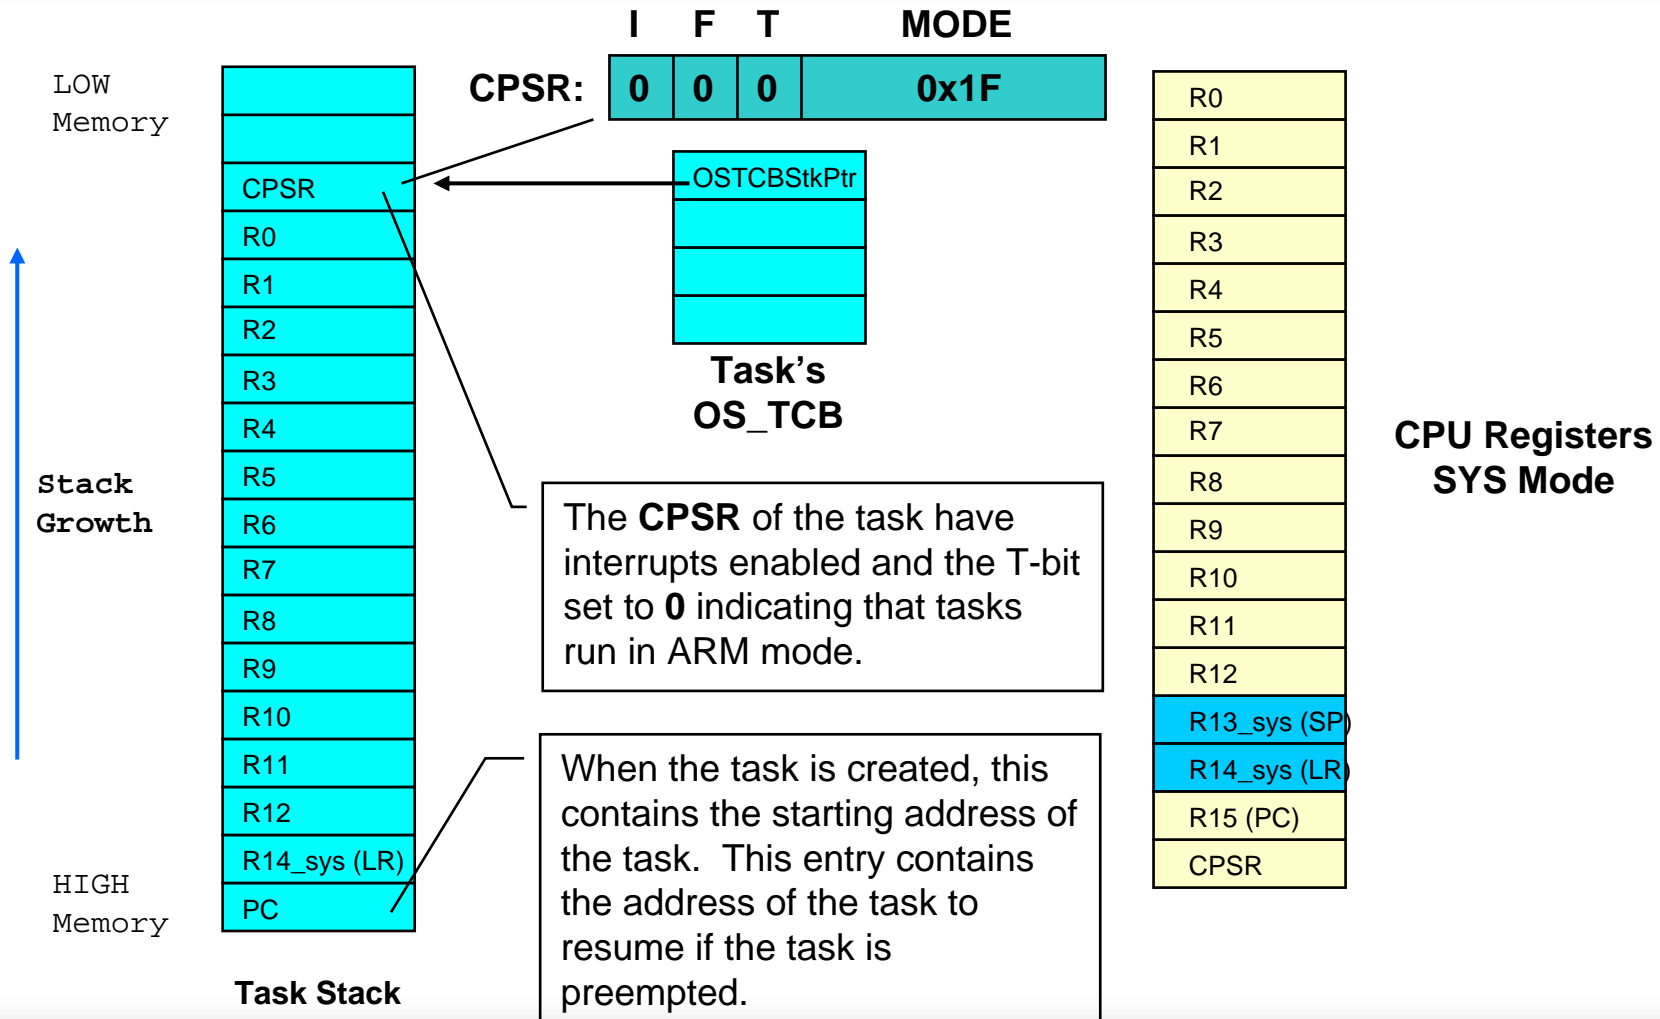 I F T MODE
CPSR: 0 0 0 0x1F
LOW
Memory
CPSR
R0
R1
R2
R3
R4
R5
R6
R7
R8
R9
R10
R11
R12
R14_sys (LR)
PC
HIGH
Memory
Stack
Growth
Task Stack
OSTCBStkPtr
Task’s
OS_TCB
The CPSR of the task have
interrupts enabled and the T-bit
set to 0 indicating that tasks
run in ARM mode.
When the task is created, this
contains the starting address of
the task. This entry contains
the address of the task to
resume if the task is
preempted.
R0
R1
R2
R3
R4
R5
R6
R7
R8
R9
R10
R11
R12
R13_sys (SP)
R14_sys (LR)
R15 (PC)
CPSR
CPU Registers
SYS Mode